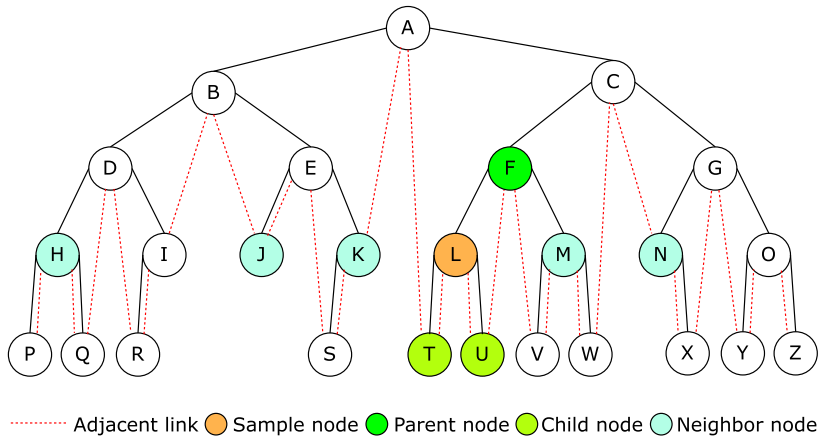 A
B
C
D
E
F
G
H
I
J
K
L
M
N
O
P
Q
R
S
T
U
V
W
X
Y
Z
Adjacent link Sample node Parent node Child node Neighbor node